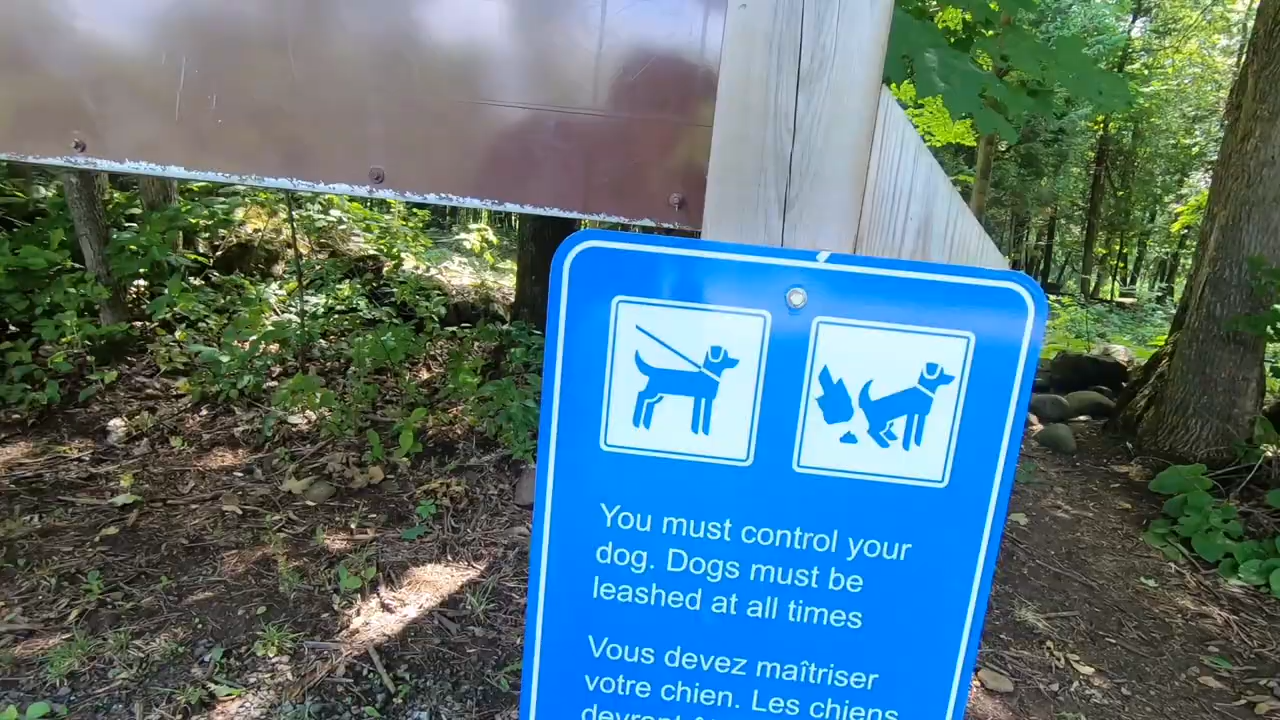 You must control your
dog. Dogs must be
leashed at all times
Vous devez maîtriser
votre chien. Les chiens